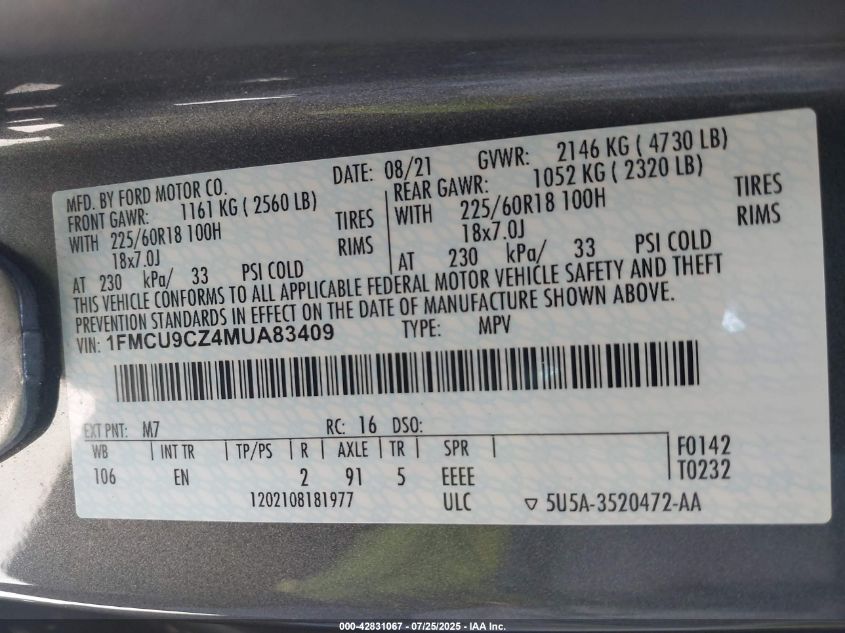 MFD. BY FORD MOTOR CO. DATE: 08/21 GVWR: 2146 KG ( 4730 LB)
FRONT GAWR: 1161 KG ( 2560 LB) REAR GAWR: 1052 KG ( 2320 LB)
WITH 225/60R18 100H TIRES WITH 225/60R18 100H TIRES
18x7.0J RIMS 18x7.0J RIMS
AT 230 kPa/ 33 PSI COLD AT 230 kPa/ 33 PSI COLD
THIS VEHICLE CONFORMS TO ALL APPLICABLE FEDERAL MOTOR VEHICLE SAFETY AND THEFT
PREVENTION STANDARDS IN EFFECT ON THE DATE OF MANUFACTURE SHOWN ABOVE.
VIN: 1FMCU9CZ4MUA83409 TYPE: MPV
EXT PNT: M7 RC: 16 DSO:
WB | INT TR | TP/PS | R | AXLE | TR | SPR | F0142
106 EN 2 91 5 EEEE T0232
1202108181977 ULC ▽ 5U5A-3520472-AA
000-42831067 / 07/25/2025 - IAA Inc.